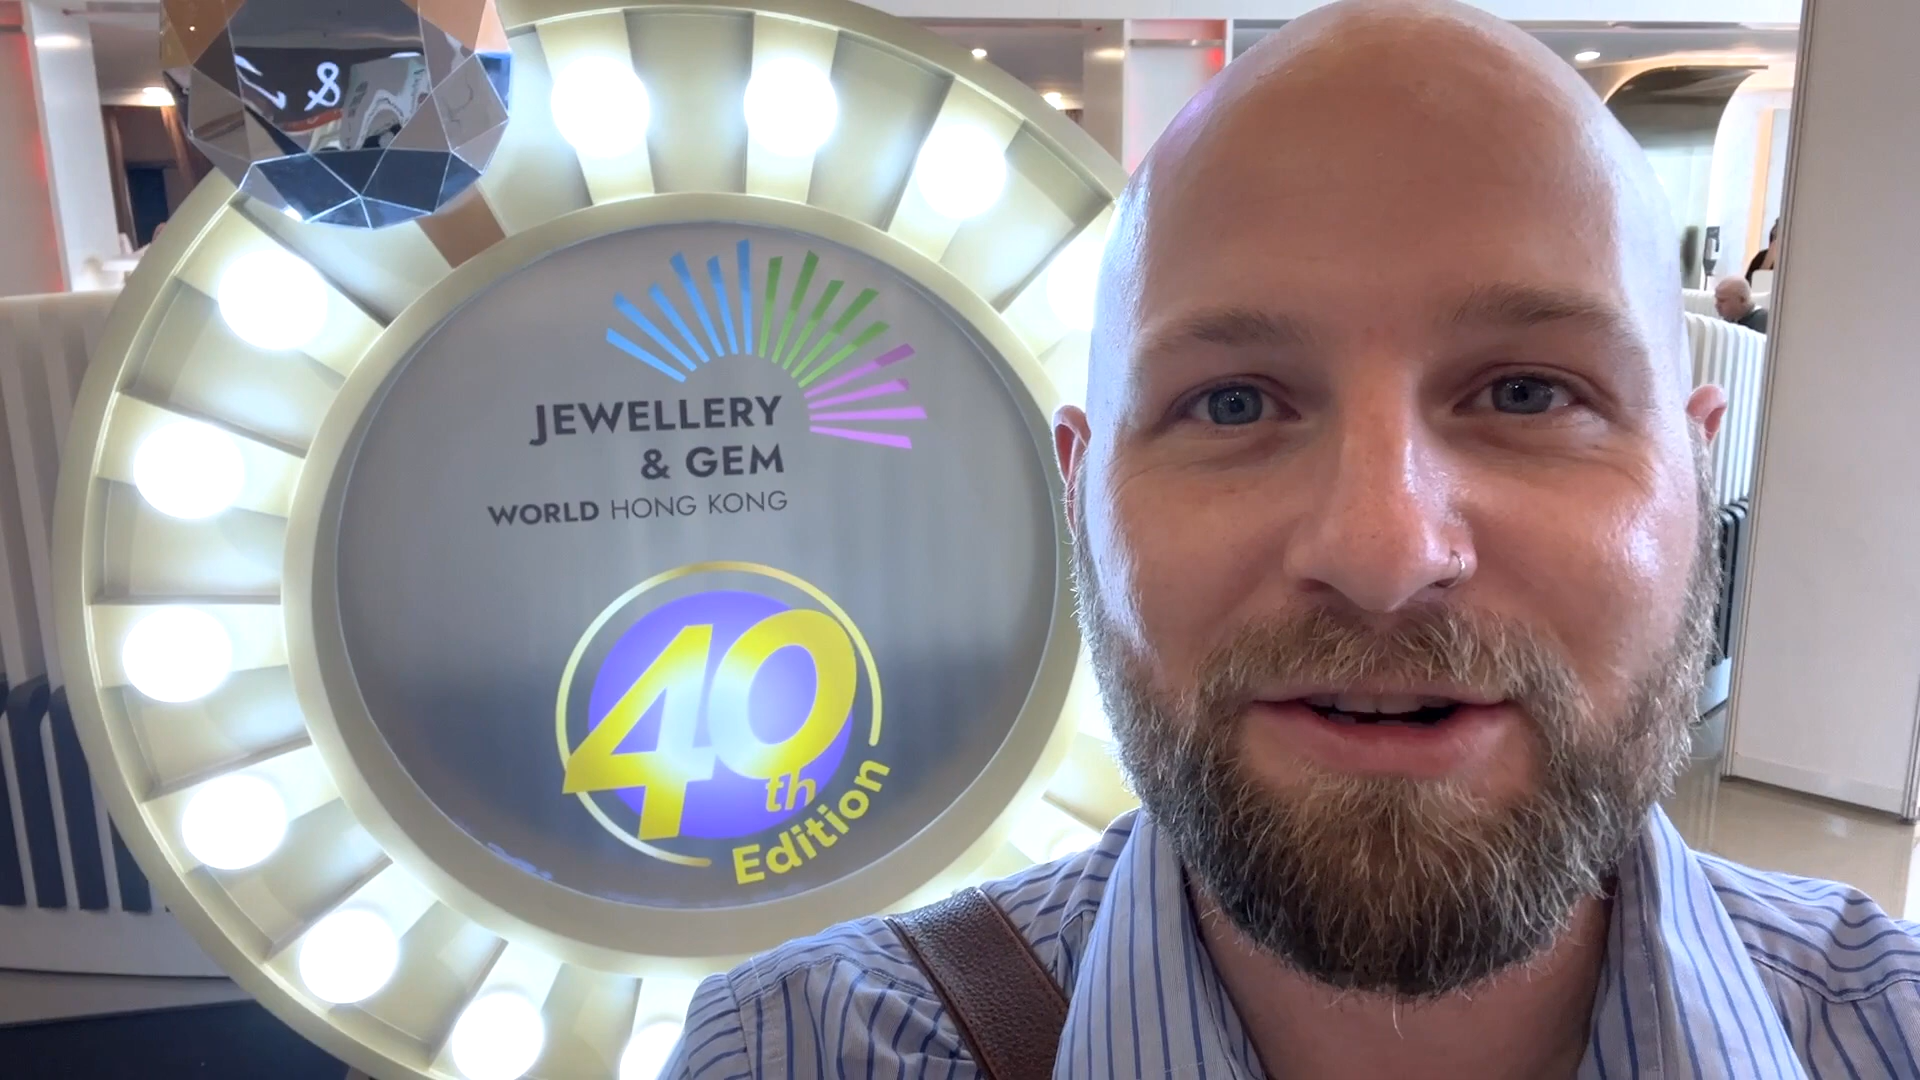 &
JEWELLERY
& GEM
WORLD HONG KONG
40th
Edition